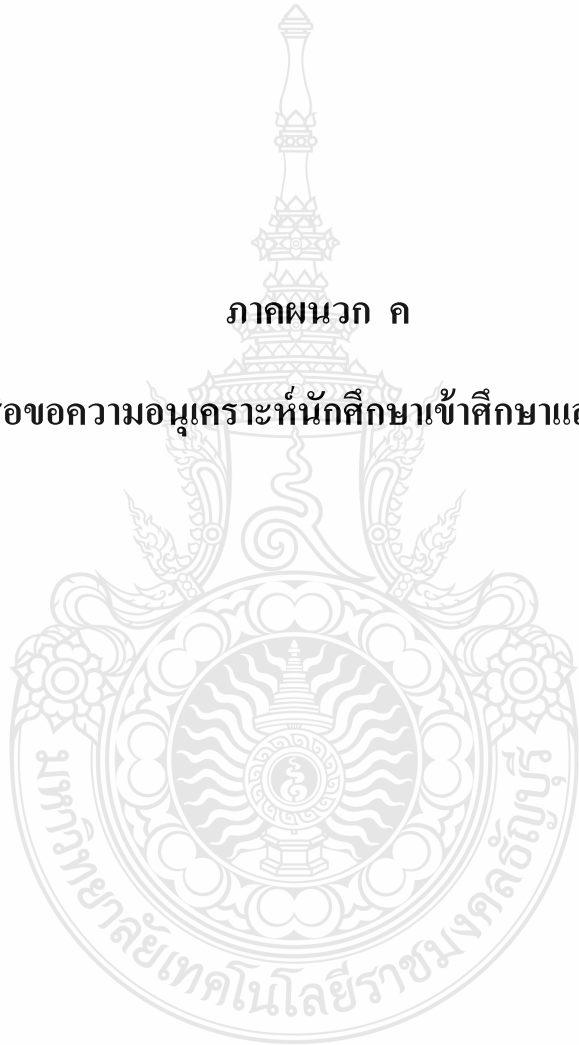 ภาคผนวก ค
อขอความอนุเคราะห์นักศึกษาเข้าศึกษาแล
มหาวิทยาลัยเทคโนโลยีราชมงคลธัญบุรี